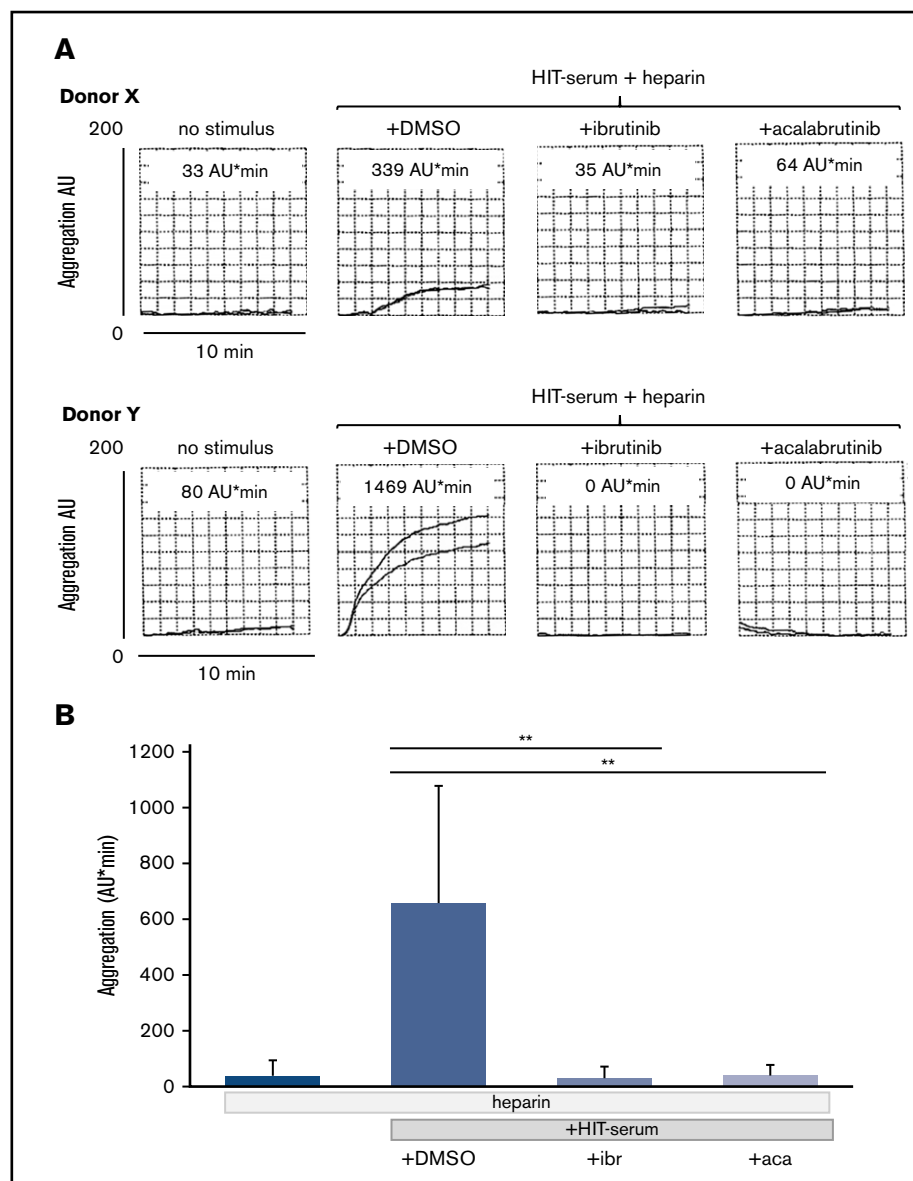 A
HIT-serum + heparin
Donor X
200 no stimulus +DMSO +ibrutinib +acalabrutinib
33 AU*min 339 AU*min 35 AU*min 64 AU*min
Aggregation AU
0
10 min
HIT-serum + heparin
Donor Y
200 no stimulus +DMSO +ibrutinib +acalabrutinib
80 AU*min 1469 AU*min 0 AU*min 0 AU*min
Aggregation AU
0
10 min
B
1200
**
**
1000
800
600
400
200
0
Aggregation (AU*min)
heparin
+HIT-serum
+DMSO +ibr +aca